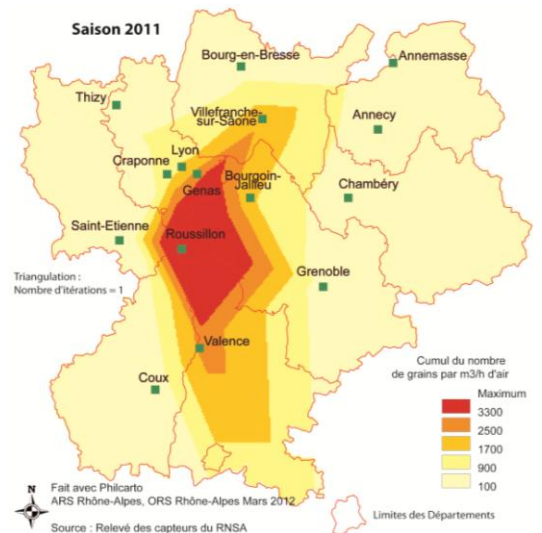 Saison 2011
Bourg-en-Bresse
Annemasse
Thizy
Villefranche-
sur-Saône
Annecy
Lyon
Craponne
Genas
Bourgoin-
Jallieu
Chambéry
Saint-Etienne
Roussillon
Triangulation :
Nombre d'itérations = 1
Grenoble
Valence
Coux
Cumul du nombre
de grains par m3/h d'air
Maximum
3300
2500
1700
900
100
N
Fait avec Philcarto
ARS Rhône-Alpes, ORS Rhône-Alpes Mars 2012
Source : Relevé des capteurs du RNSA
Limites des Départements